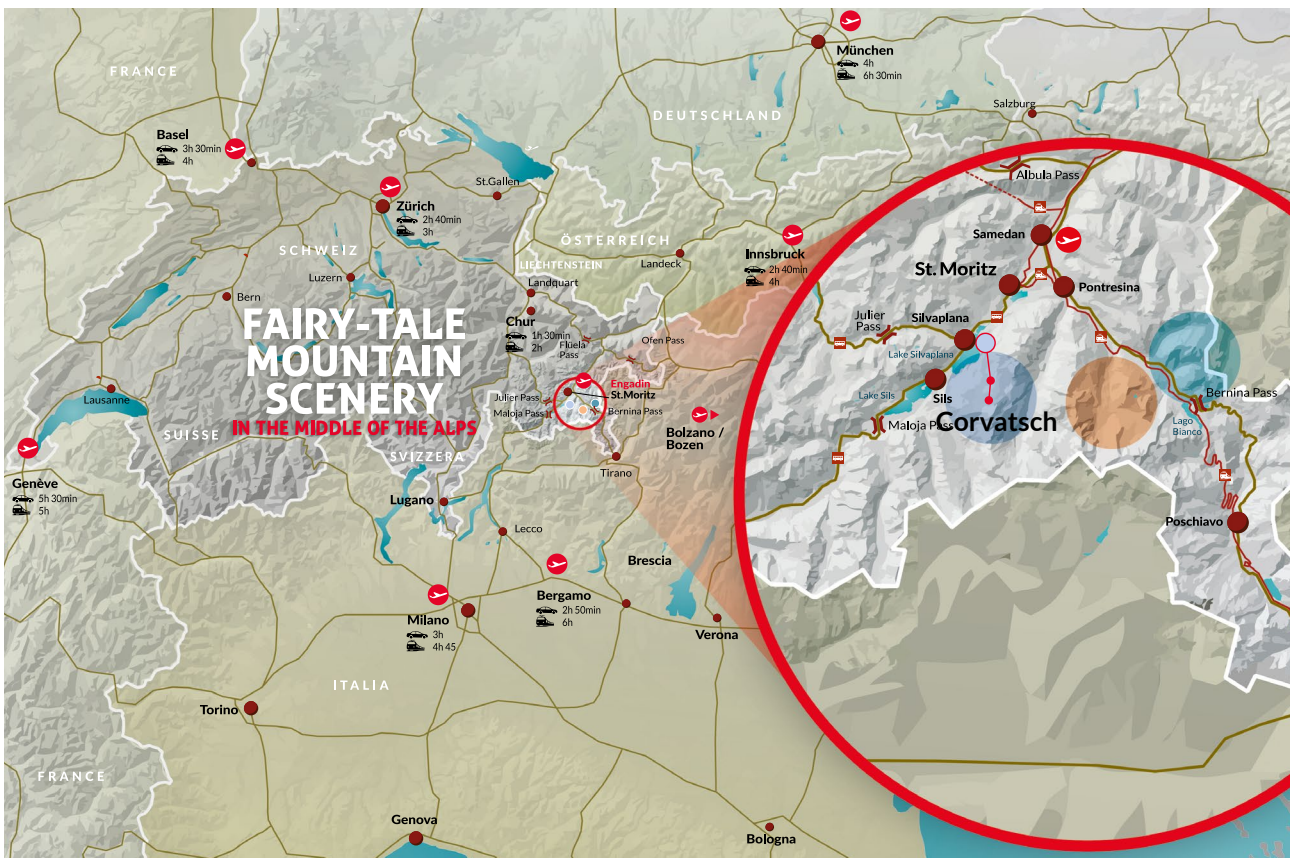 München
4h
6h 30min
FRANCE
Salzburg
DEUTSCHLAND
Basel
3h 30min
4h
St.Gallen
Zürich
2h 40min
3h
SCHWEIZ
ÖSTERREICH
LIECHTENSTEIN
Landeck
Innsbruck
2h 40min
4h
Luzern
Landquart
Bern
Chur
1h 30min
2h
Flüela
Pass
Ofen Pass
FAIRY-TALE
MOUNTAIN
SCENERY
IN THE MIDDLE OF THE ALPS
Engadin
St.Moritz
Julier Pass
Maloja Pass
Bernina Pass
Lausanne
SUISSE
SVIZZERA
Bolzano /
Bozen
Tirano
Genève
5h 30min
5h
Lugano
Lecco
Brescia
Bergamo
2h 50min
6h
Milano
3h
4h 45
Verona
ITALIA
Torino
FRANCE
Genova
Bologna
Albula Pass
Samedan
St. Moritz
Pontresina
Silvaplana
Julier
Pass
Lake Silvaplana
Sils
Lake Sils
Maloja Pass
Corvatsch
Bernina Pass
Lago
Bianco
Poschiavo